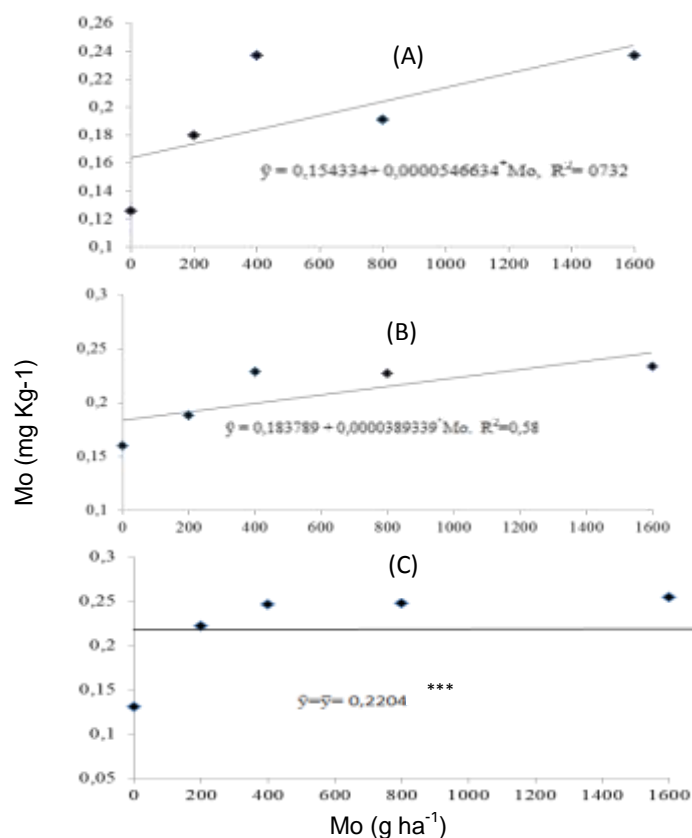 (A)
0,26
0,24
0,22
0,2
0,18
0,16
0,14
0,12
0,1
ŷ = 0,154334+ 0,0000546634⁺Mo, R²= 0732
0 200 400 600 800 1000 1200 1400 1600
(B)
0,3
0,25
0,2
0,15
0,1
ŷ = 0,183789 + 0,0000389339⁺Mo. R²=0,58
0 200 400 600 800 1000 1200 1400 1600
Mo (mg Kg-1)
(C)
0,3
0,25
0,2
0,15
0,1
0,05
ŷ=ȳ= 0,2204 ***
0 200 400 600 800 1000 1200 1400 1600
Mo (g ha⁻¹)